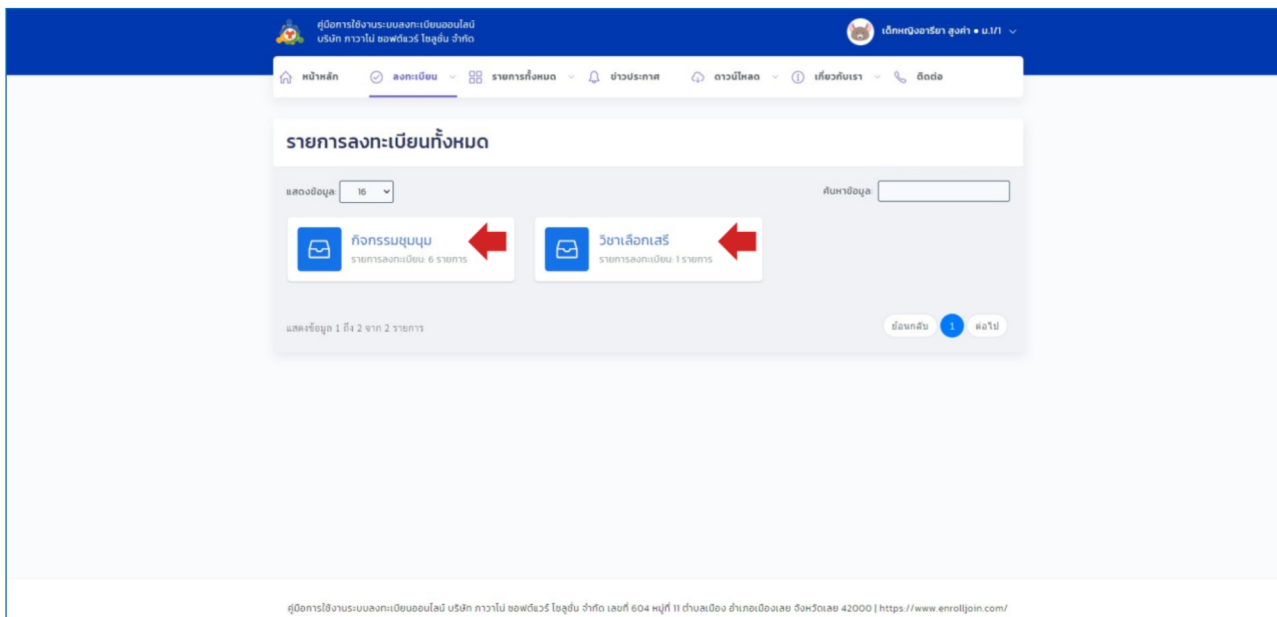 คู่มือการใช้งานระบบลงทะเบียนออนไลน์
บริษัท ภาวาโน่ ซอฟต์แวร์ โซลูชั่น จำกัด
เด็กหญิงอารียา สูงคำ • ม.1/1
หน้าหลัก ลงทะเบียน รายการทั้งหมด ข่าวประกาศ ดาวน์โหลด เกี่ยวกับเรา ติดต่อ
รายการลงทะเบียนทั้งหมด
แสดงข้อมูล 16 ค้นหาข้อมูล
กิจกรรมชุมนุม วิชาเลือกเสรี
รายการลงทะเบียน: 6 รายการ รายการลงทะเบียน: 1 รายการ
แสดงข้อมูล 1 ถึง 2 จาก 2 รายการ ย้อนกลับ 1 ต่อไป
คู่มือการใช้งานระบบลงทะเบียนออนไลน์ บริษัท ภาวาโน่ ซอฟต์แวร์ โซลูชั่น จำกัด เลขที่ 604 หมู่ที่ 11 ตำบลเมือง อำเภอเมืองเลย จังหวัดเลย 42000 | https://www.enrolljoin.com/